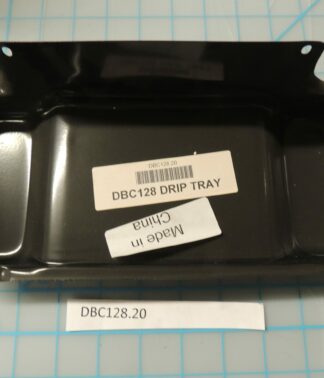 DBC128.20
DBC128 DRIP TRAY
Made in
China
DBC128.20